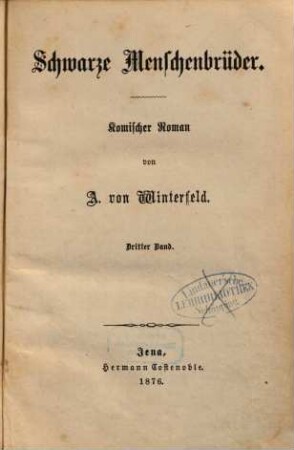 Schwarze Menschenbrüder.
Komischer Roman
von
A. von Winterfeld.
Dritter Band.
Jena,
Hermann Costenoble.
1876.